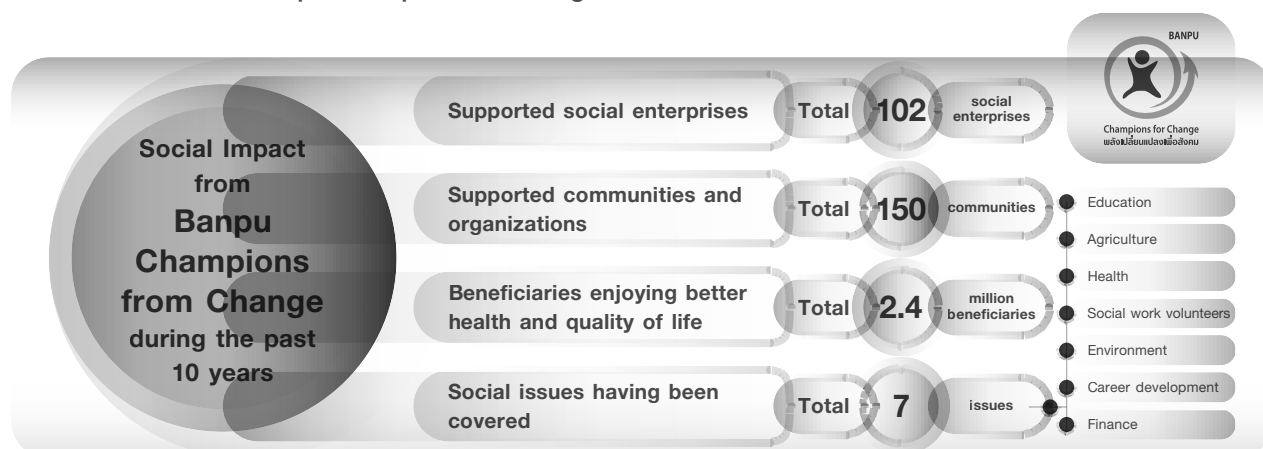 Social Impact
from
Banpu
Champions
from Change
during the past
10 years
Supported social enterprises
Total
102
social
enterprises
Supported communities and
organizations
Total
150
communities
Beneficiaries enjoying better
health and quality of life
Total
2.4
million
beneficiaries
Social issues having been
covered
Total
7
issues
BANPU
Champions for Change
พลังเปลี่ยนแปลงเพื่อสังคม
Education
Agriculture
Health
Social work volunteers
Environment
Career development
Finance